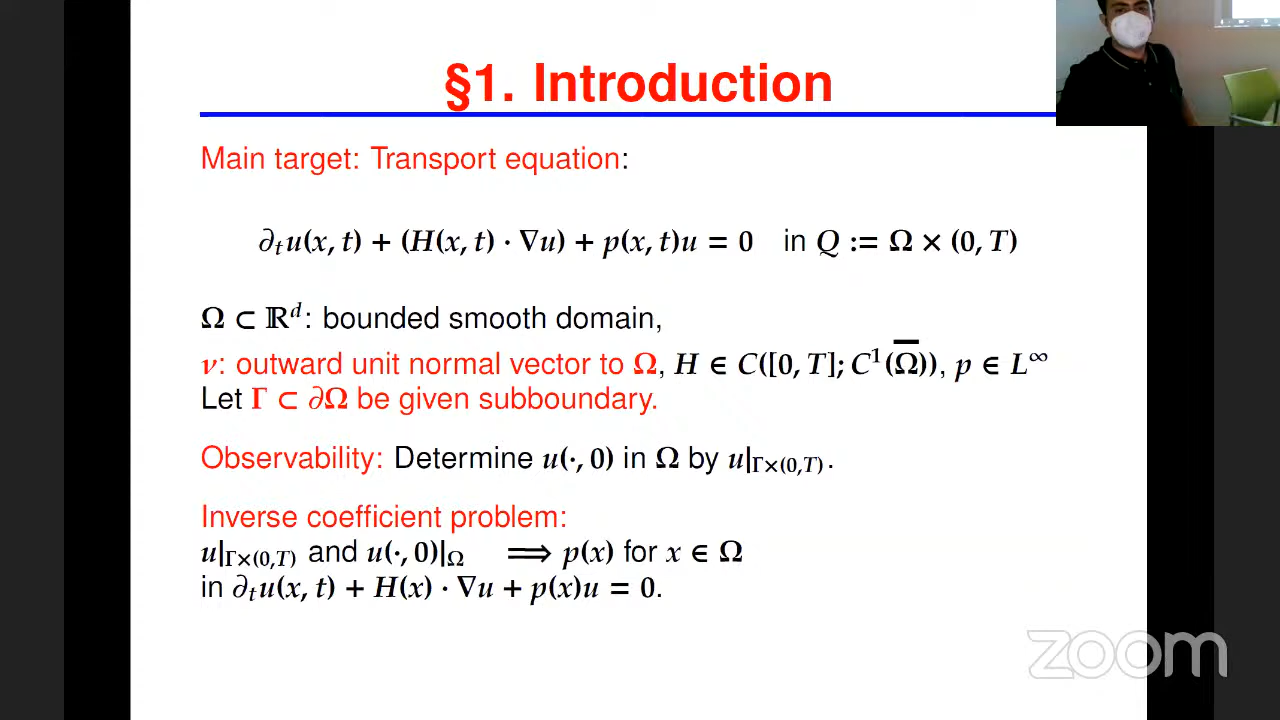 §1. Introduction
Main target: Transport equation:
∂ₜu(x, t) + (H(x, t) · ∇u) + p(x, t)u = 0 in Q := Ω × (0, T)
Ω ⊂ ℝᵈ: bounded smooth domain,
ν: outward unit normal vector to Ω, H ∈ C([0, T]; C¹(Ω̅)), p ∈ L^∞
Let Γ ⊂ ∂Ω be given subboundary.
Observability: Determine u(·, 0) in Ω by u|_{Γ×(0,T)}.
Inverse coefficient problem:
u|_{Γ×(0,T)} and u(·, 0)|_Ω ⟹ p(x) for x ∈ Ω
in ∂ₜu(x, t) + H(x) · ∇u + p(x)u = 0.
zoom